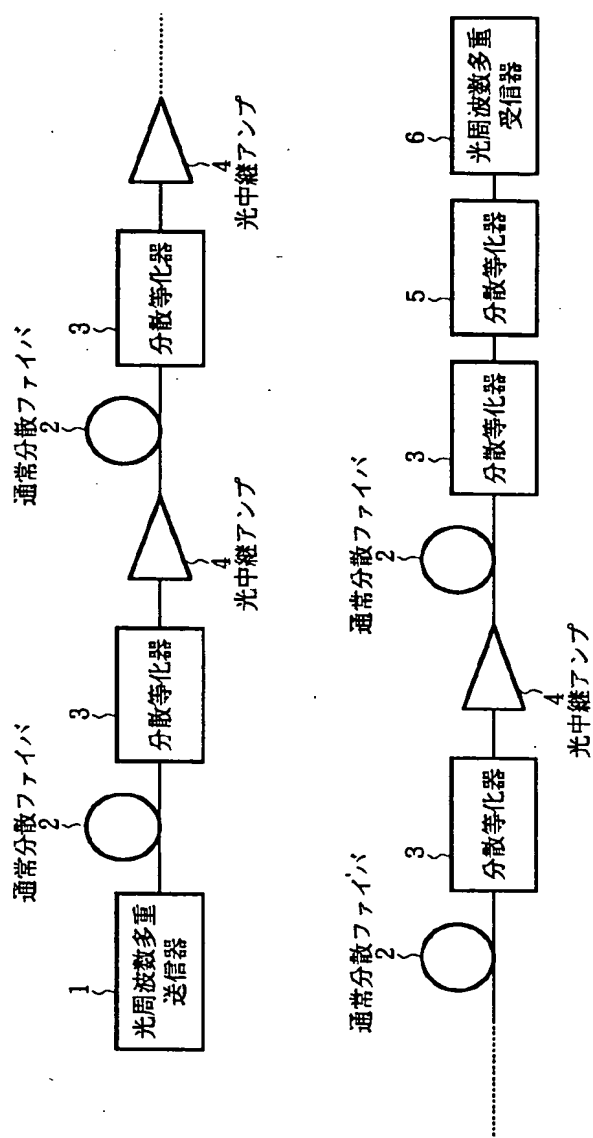 1
光周波数多重
送信器
通常分散ファイバ
2
3
分散等化器
4
光中継アンプ
通常分散ファイバ
2
3
分散等化器
4
光中継アンプ
通常分散ファイバ
2
3
分散等化器
4
光中継アンプ
通常分散ファイバ
2
3
分散等化器
5
分散等化器
6
光周波数多重
受信器